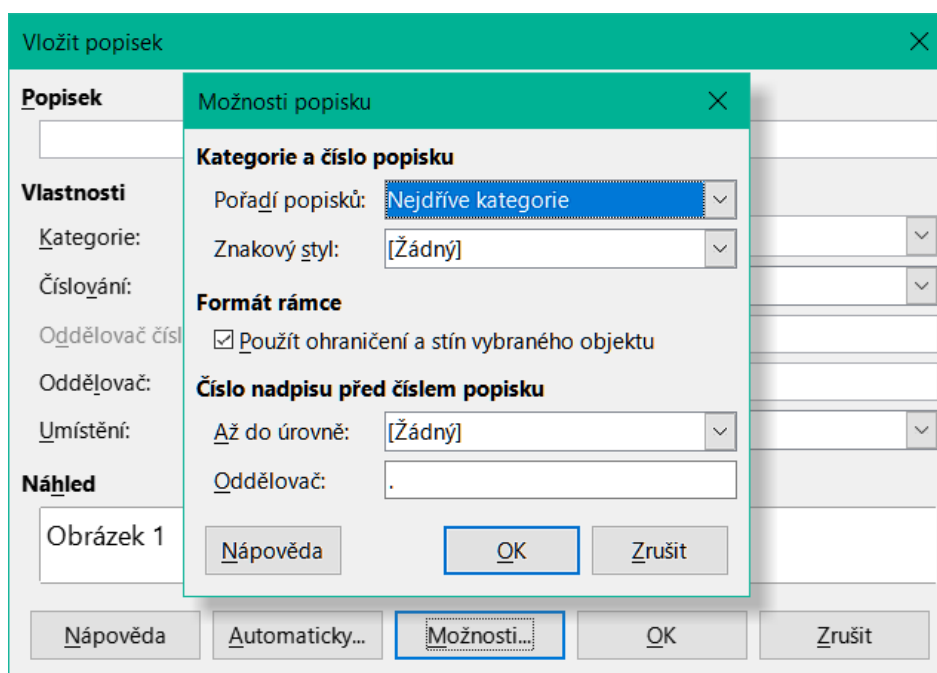 Vložit popisek
Popisek
Vlastnosti
Kategorie:
Číslování:
Oddělovač čísl
Oddělovač:
Umístění:
Náhled
Obrázek 1
Nápověda Automaticky... Možnosti... OK Zrušit
Možnosti popisku
Kategorie a číslo popisku
Pořadí popisků: Nejdříve kategorie
Znakový styl: [Žádný]
Formát rámce
Použít ohraničení a stín vybraného objektu
Číslo nadpisu před číslem popisku
Až do úrovně: [Žádný]
Oddělovač: .
Nápověda OK Zrušit